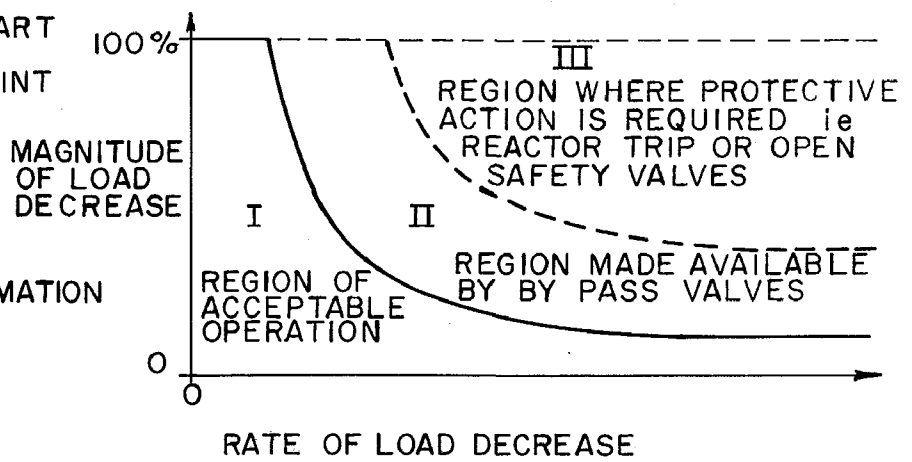 ART
INT
MATION
100%
MAGNITUDE
OF LOAD
DECREASE
0
0
I
REGION OF
ACCEPTABLE
OPERATION
II
REGION MADE AVAILABLE
BY BY PASS VALVES
III
REGION WHERE PROTECTIVE
ACTION IS REQUIRED ie
REACTOR TRIP OR OPEN
SAFETY VALVES
RATE OF LOAD DECREASE